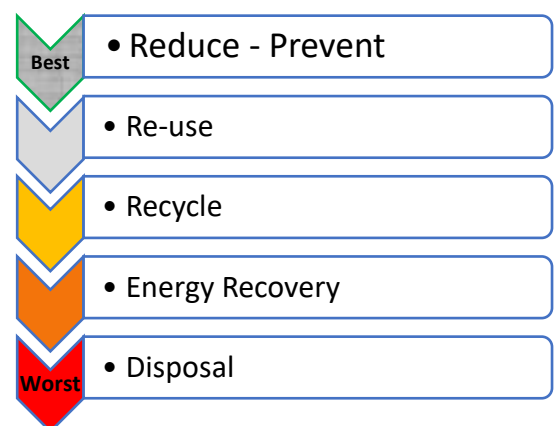 Best
• Reduce - Prevent
• Re-use
• Recycle
• Energy Recovery
Worst
• Disposal